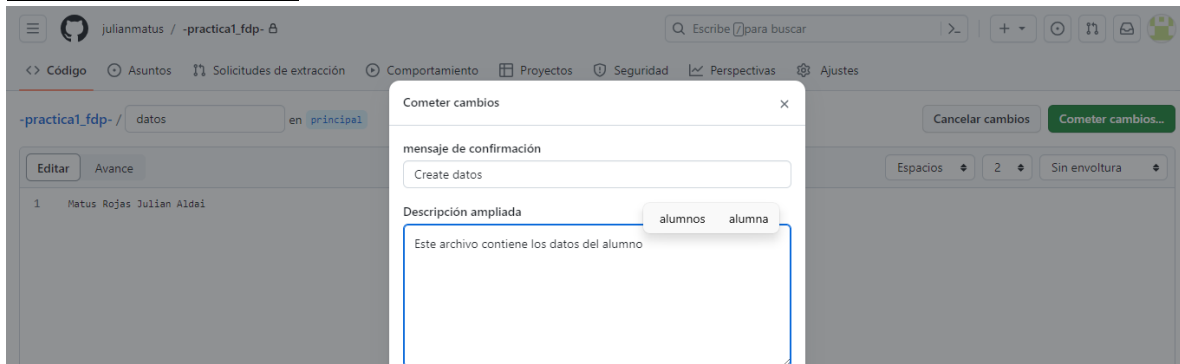 julianmatus / -practica1_fdp-
Escribe / para buscar
<> Código Asuntos Solicitudes de extracción Comportamiento Proyectos Seguridad Perspectivas Ajustes
-practica1_fdp- / datos en principal
Cancelar cambios Cometer cambios...
Editar Avance
Espacios 2 Sin envoltura
1 Matus Rojas Julian Aldai
Cometer cambios
mensaje de confirmación
Create datos
Descripción ampliada
alumnos alumna
Este archivo contiene los datos del alumno